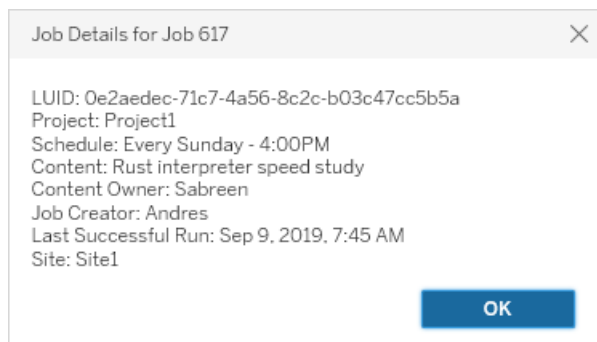 Job Details for Job 617
LUID: 0e2aedec-71c7-4a56-8c2c-b03c47cc5b5a
Project: Project1
Schedule: Every Sunday - 4:00PM
Content: Rust interpreter speed study
Content Owner: Sabreen
Job Creator: Andres
Last Successful Run: Sep 9, 2019, 7:45 AM
Site: Site1
OK